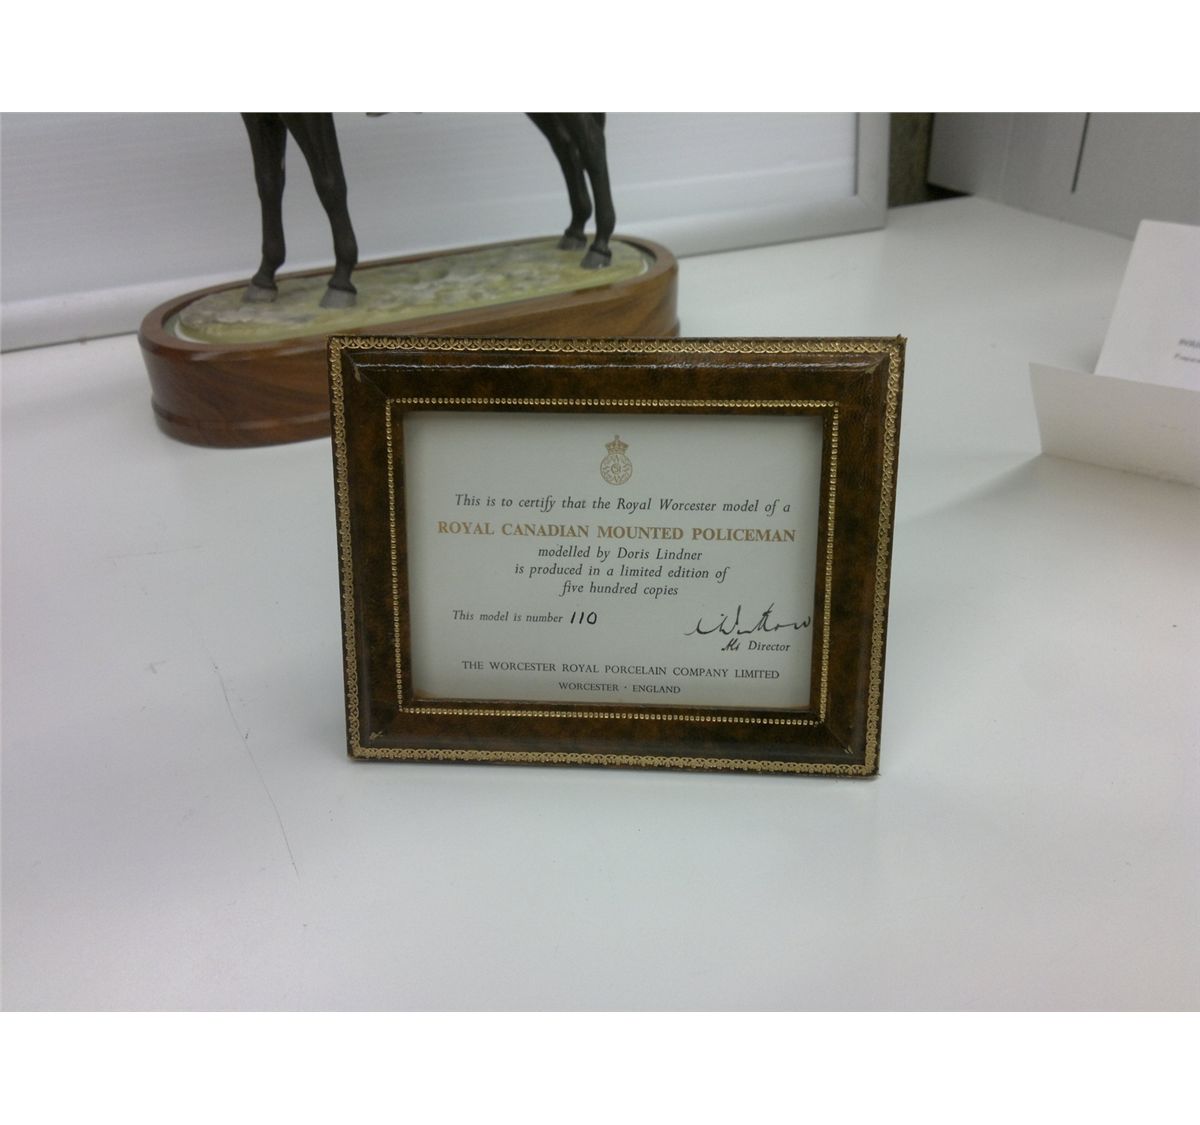 This is to certify that the Royal Worcester model of a
ROYAL CANADIAN MOUNTED POLICEMAN
modelled by Doris Lindner
is produced in a limited edition of
five hundred copies
This model is number 110
Director
THE WORCESTER ROYAL PORCELAIN COMPANY LIMITED
WORCESTER · ENGLAND